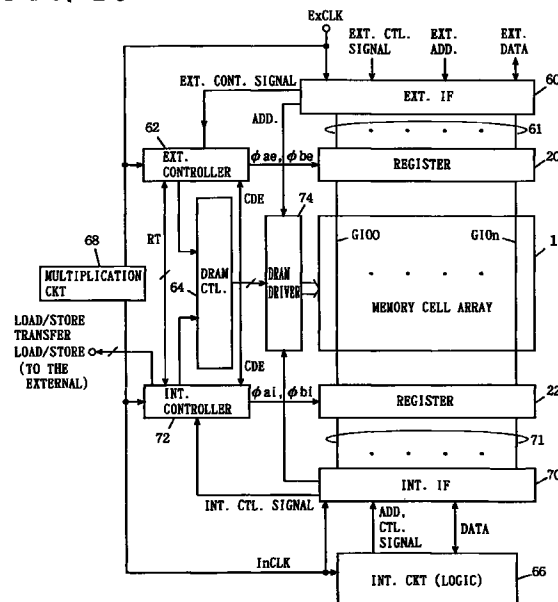 ExCLK
EXT. CTL. SIGNAL
EXT. ADD.
EXT. DATA
EXT. CONT. SIGNAL
60
EXT. IF
ADD.
61
62
EXT. CONTROLLER
φae, φbe
20
REGISTER
CDE
74
RT
68
MULTIPLICATION CKT
64
DRAM CTL.
DRAM DRIVER
GIO0
GIOn
1
MEMORY CELL ARRAY
LOAD/STORE TRANSFER
LOAD/STORE
(TO THE EXTERNAL)
CDE
INT. CONTROLLER
72
φai, φbi
22
REGISTER
71
70
INT. IF
INT. CTL. SIGNAL
ADD, CTL. SIGNAL
DATA
InCLK
INT. CKT (LOGIC)
66